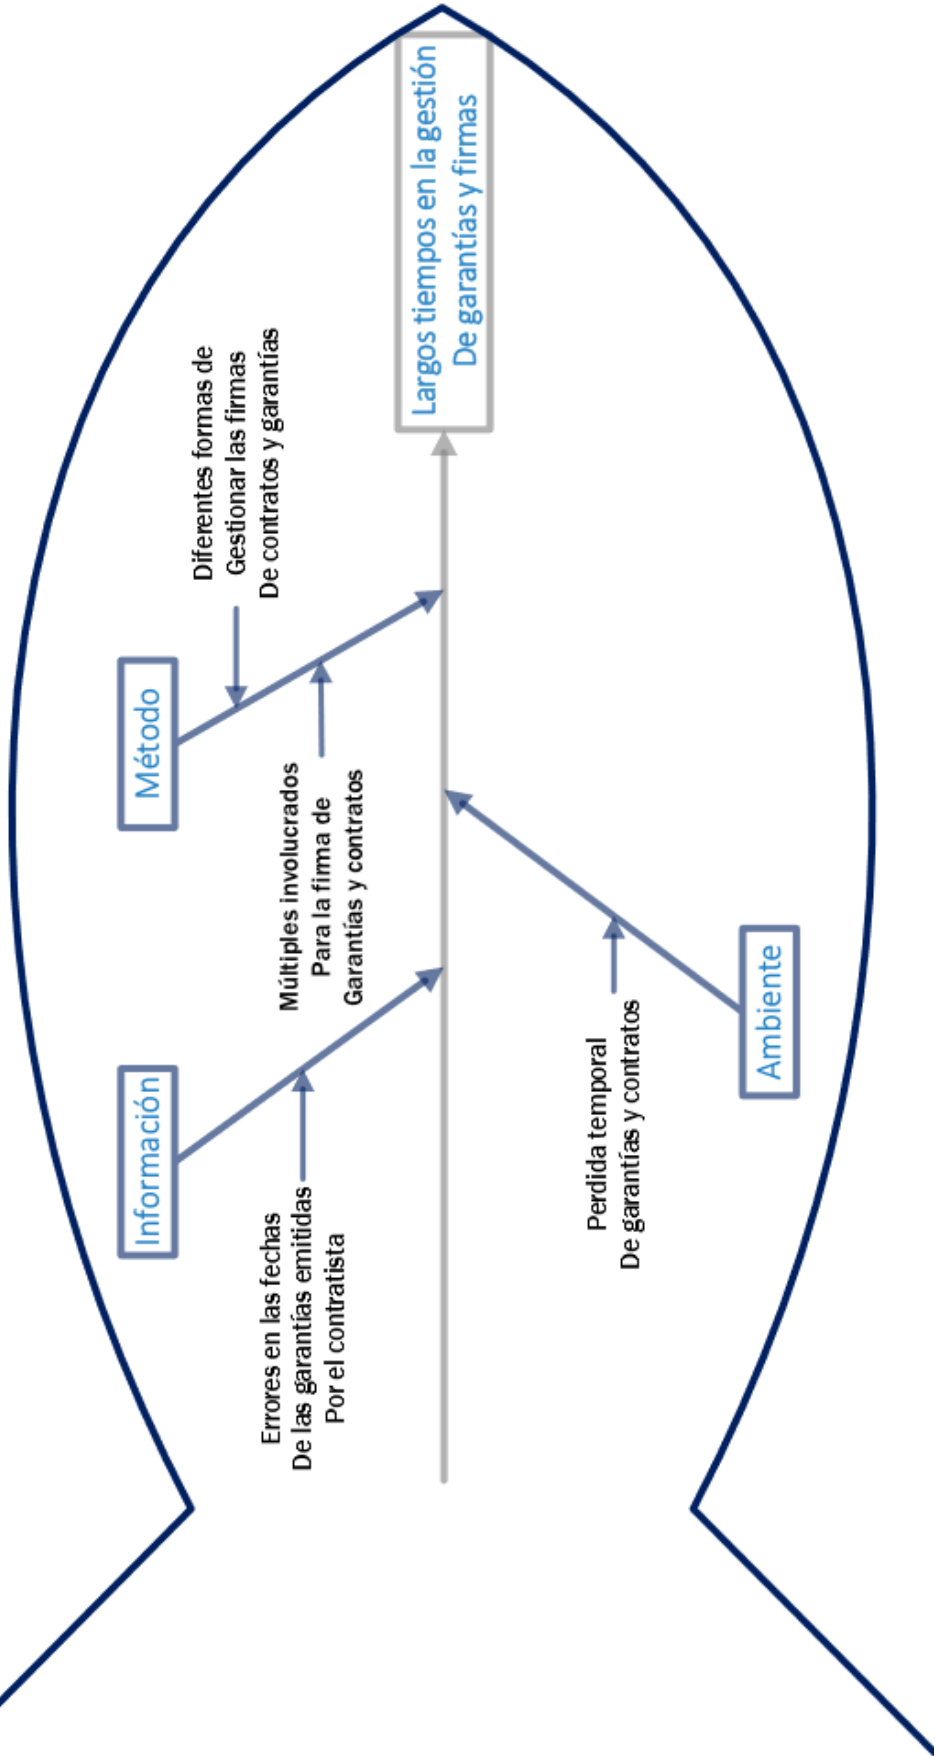 Información
Método
Diferentes formas de
Gestionar las firmas
De contratos y garantías
Errores en las fechas
De las garantías emitidas
Por el contratista
Múltiples involucrados
Para la firma de
Garantías y contratos
Largos tiempos en la gestión
De garantías y firmas
Perdida temporal
De garantías y contratos
Ambiente